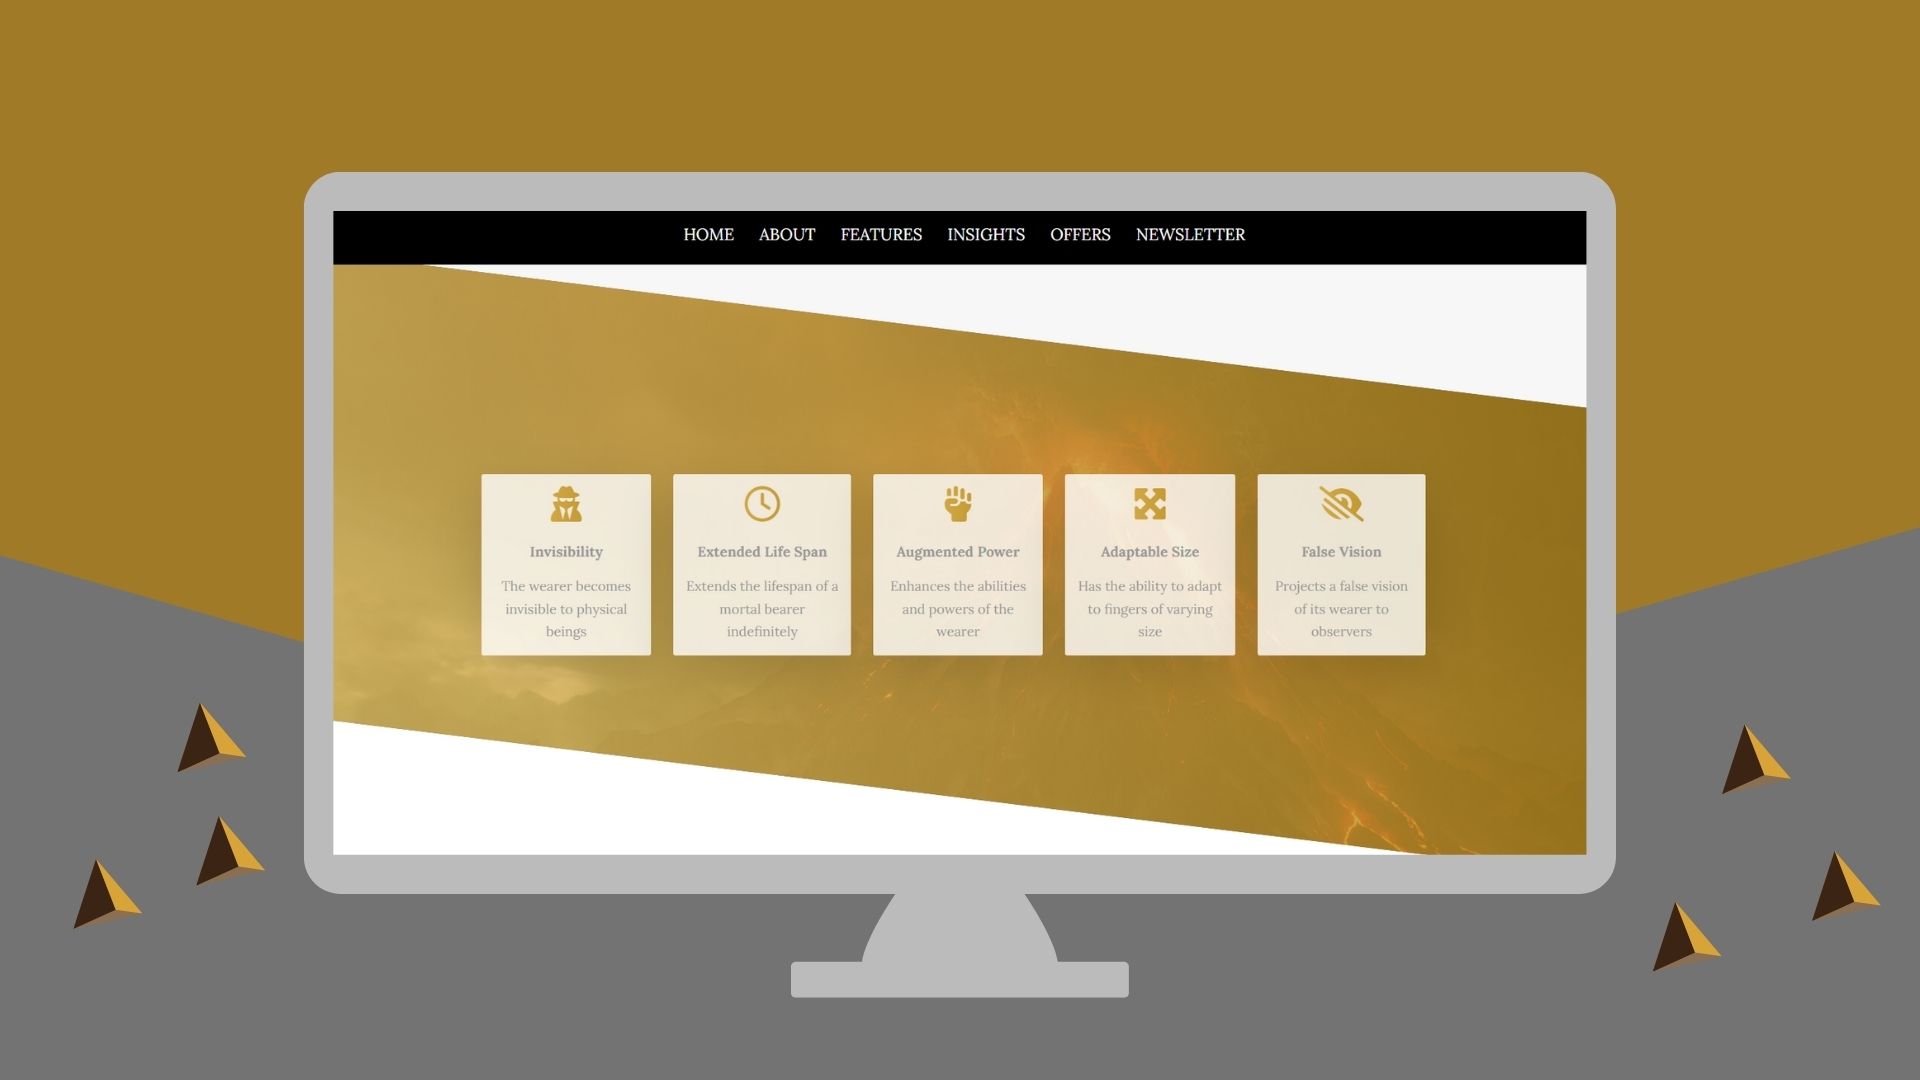 HOME ABOUT FEATURES INSIGHTS OFFERS NEWSLETTER
Invisibility
The wearer becomes
invisible to physical
beings
Extended Life Span
Extends the lifespan of a
mortal bearer
indefinitely
Augmented Power
Enhances the abilities
and powers of the
wearer
Adaptable Size
Has the ability to adapt
to fingers of varying
size
False Vision
Projects a false vision
of its wearer to
observers